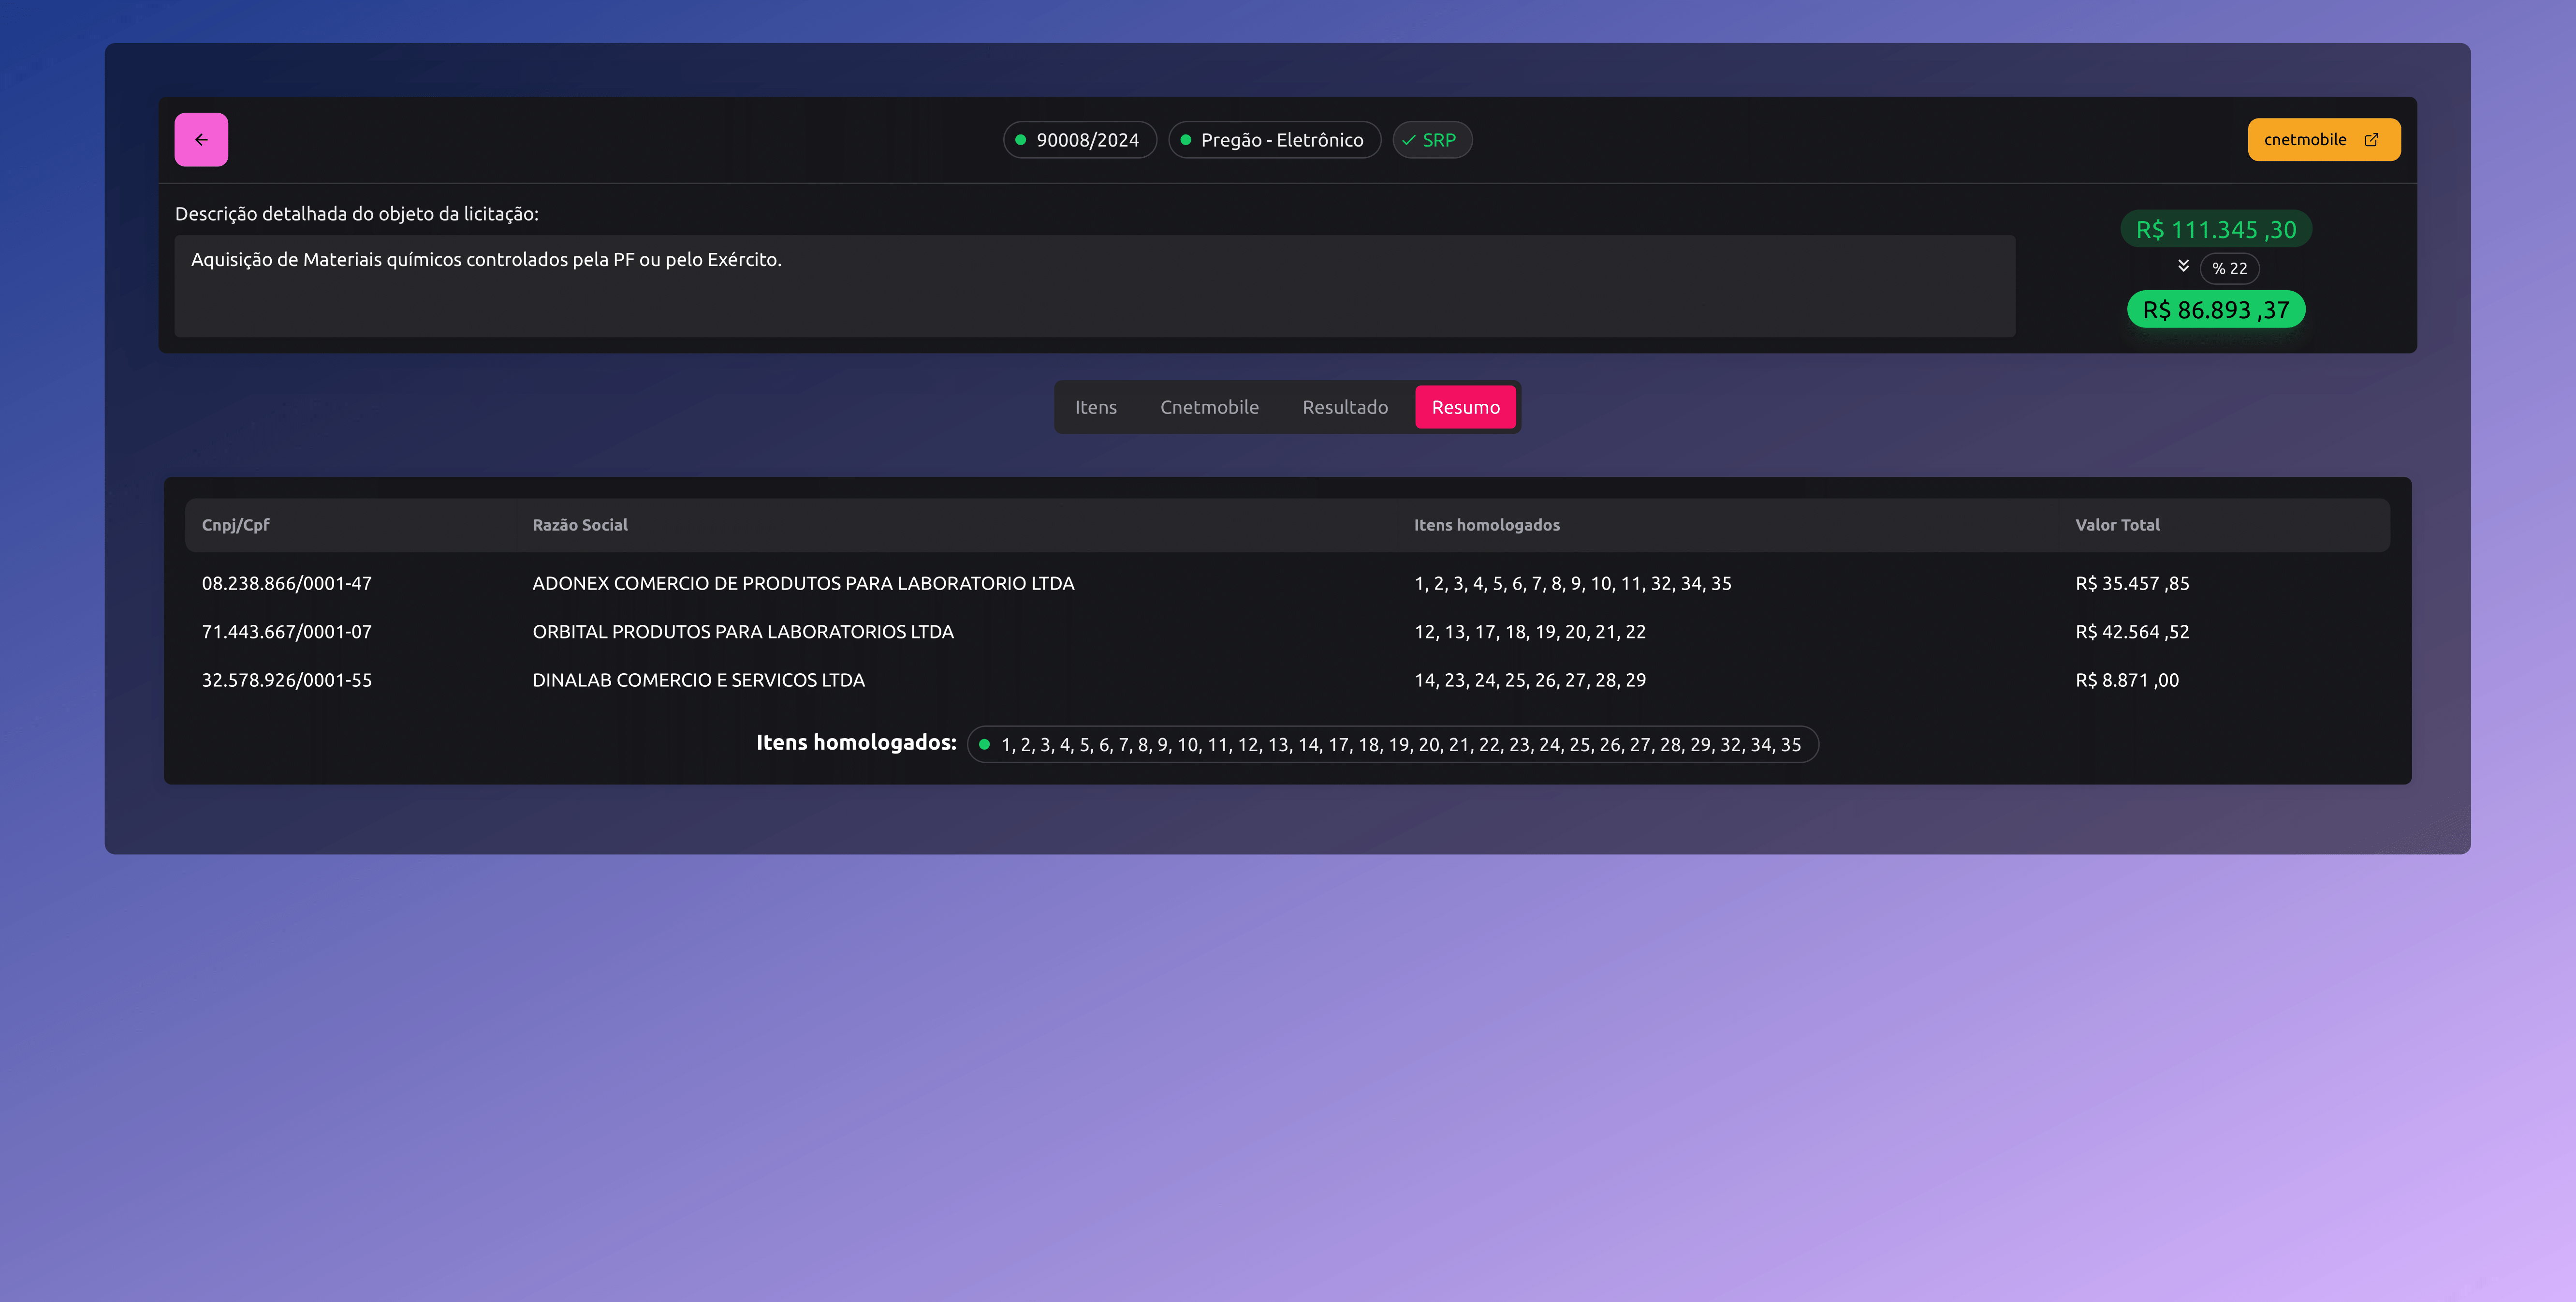 90008/2024 Pregão - Eletrônico SRP cnetmobile
Descrição detalhada do objeto da licitação:
Aquisição de Materiais químicos controlados pela PF ou pelo Exército.
R$ 111.345 ,30
% 22
R$ 86.893 ,37
Itens Cnetmobile Resultado Resumo
Cnpj/Cpf Razão Social Itens homologados Valor Total
08.238.866/0001-47 ADONEX COMERCIO DE PRODUTOS PARA LABORATORIO LTDA 1, 2, 3, 4, 5, 6, 7, 8, 9, 10, 11, 32, 34, 35 R$ 35.457 ,85
71.443.667/0001-07 ORBITAL PRODUTOS PARA LABORATORIOS LTDA 12, 13, 17, 18, 19, 20, 21, 22 R$ 42.564 ,52
32.578.926/0001-55 DINALAB COMERCIO E SERVICOS LTDA 14, 23, 24, 25, 26, 27, 28, 29 R$ 8.871 ,00
Itens homologados: 1, 2, 3, 4, 5, 6, 7, 8, 9, 10, 11, 12, 13, 14, 17, 18, 19, 20, 21, 22, 23, 24, 25, 26, 27, 28, 29, 32, 34, 35